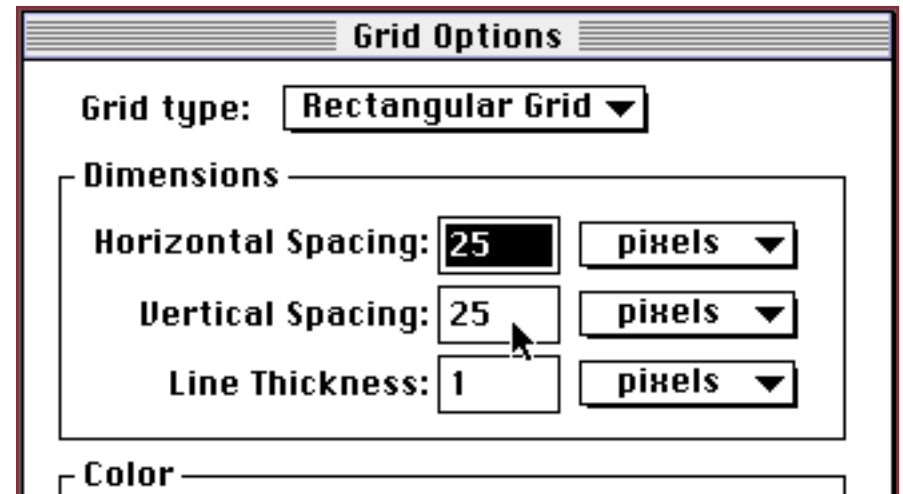 Grid Options
Grid type: Rectangular Grid
Dimensions
Horizontal Spacing: 25 pixels
Vertical Spacing: 25 pixels
Line Thickness: 1 pixels
Color